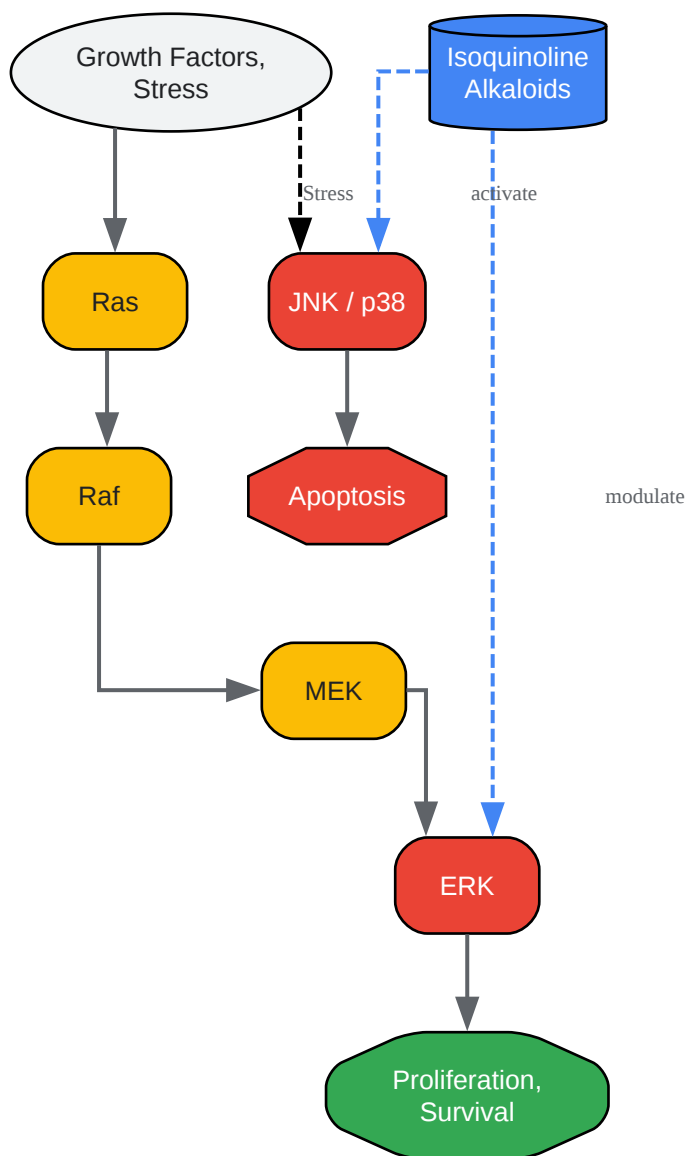 Growth Factors,
Stress
Isoquinoline
Alkaloids
Stress
activate
Ras
JNK / p38
Raf
Apoptosis
modulate
MEK
ERK
Proliferation,
Survival